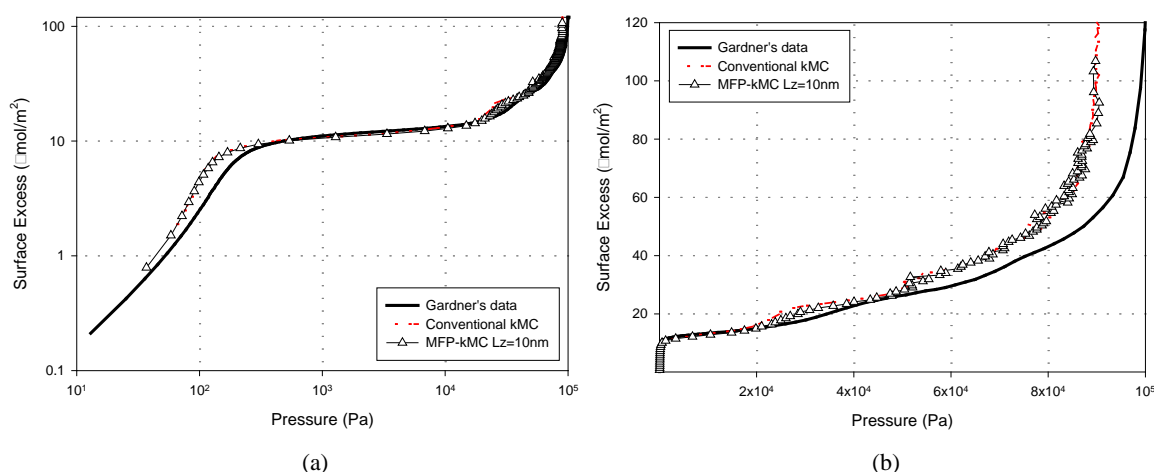 (a)
Surface Excess (□mol/m²)
100
10
1
0.1
10¹
10²
10³
10⁴
10⁵
Pressure (Pa)
Gardner's data
Conventional kMC
MFP-kMC Lz=10nm
(b)
Surface Excess (□mol/m²)
120
100
80
60
40
20
2x10⁴
4x10⁴
6x10⁴
8x10⁴
10⁵
Pressure (Pa)
Gardner's data
Conventional kMC
MFP-kMC Lz=10nm